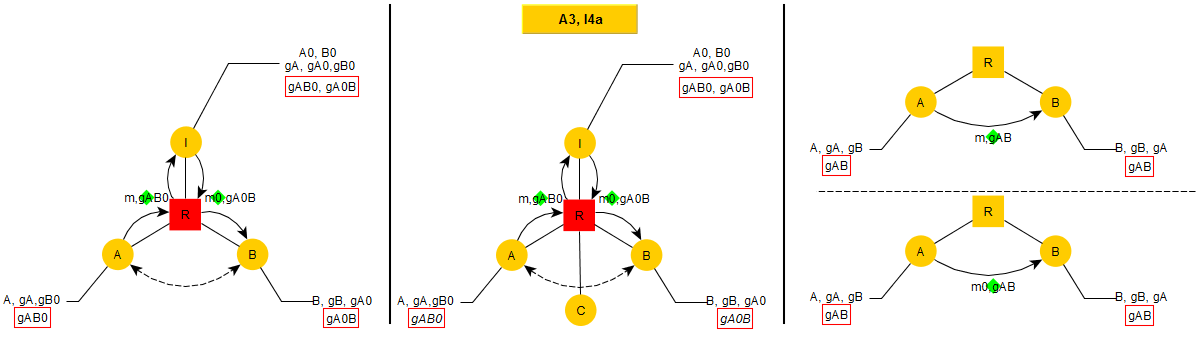 A3, I4a
A0, B0
gA, gA0,gB0
gAB0, gA0B
I
m,gAB0
m0,gA0B
R
A
B
A, gA,gB0
gAB0
B, gB, gA0
gA0B
A0, B0
gA, gA0,gB0
gAB0, gA0B
I
m,gAB0
m0,gA0B
R
A
B
C
A, gA,gB0
gAB0
B, gB, gA0
gA0B
R
A
B
m,gAB
A, gA, gB
gAB
B, gB, gA
gAB
R
A
B
m0,gAB
A, gA, gB
gAB
B, gB, gA
gAB